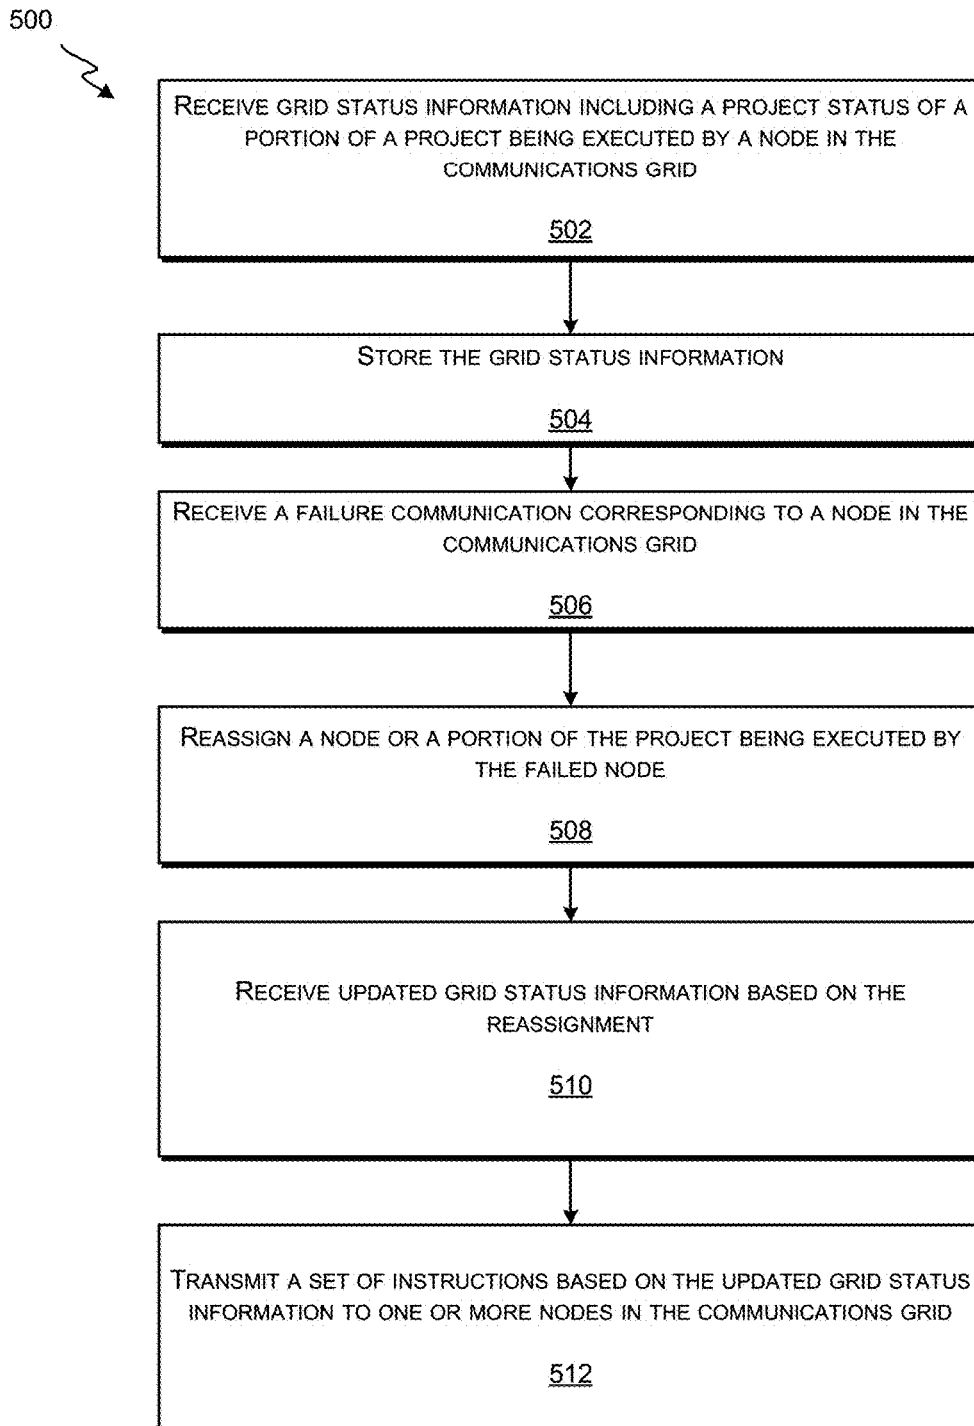 500
RECEIVE GRID STATUS INFORMATION INCLUDING A PROJECT STATUS OF A
PORTION OF A PROJECT BEING EXECUTED BY A NODE IN THE
COMMUNICATIONS GRID
502
STORE THE GRID STATUS INFORMATION
504
RECEIVE A FAILURE COMMUNICATION CORRESPONDING TO A NODE IN THE
COMMUNICATIONS GRID
506
REASSIGN A NODE OR A PORTION OF THE PROJECT BEING EXECUTED BY
THE FAILED NODE
508
RECEIVE UPDATED GRID STATUS INFORMATION BASED ON THE
REASSIGNMENT
510
TRANSMIT A SET OF INSTRUCTIONS BASED ON THE UPDATED GRID STATUS
INFORMATION TO ONE OR MORE NODES IN THE COMMUNICATIONS GRID
512